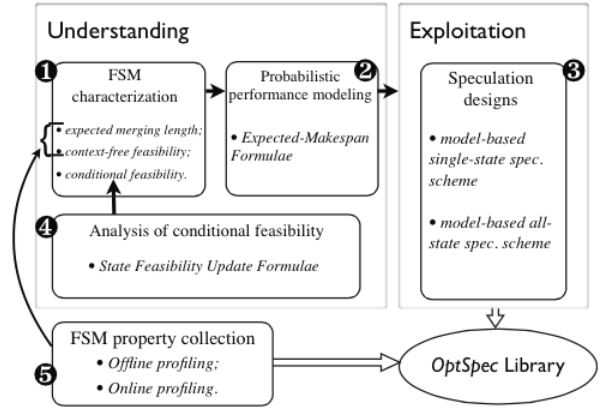 Understanding
Exploitation
1
FSM
characterization
• expected merging length;
• context-free feasibility;
• conditional feasibility.
2
Probabilistic
performance modeling
• Expected-Makespan
Formulae
3
Speculation
designs
• model-based
single-state spec.
scheme
• model-based all-
state spec. scheme
4
Analysis of conditional feasibility
• State Feasibility Update Formulae
5
FSM property collection
• Offline profiling;
• Online profiling.
OptSpec Library